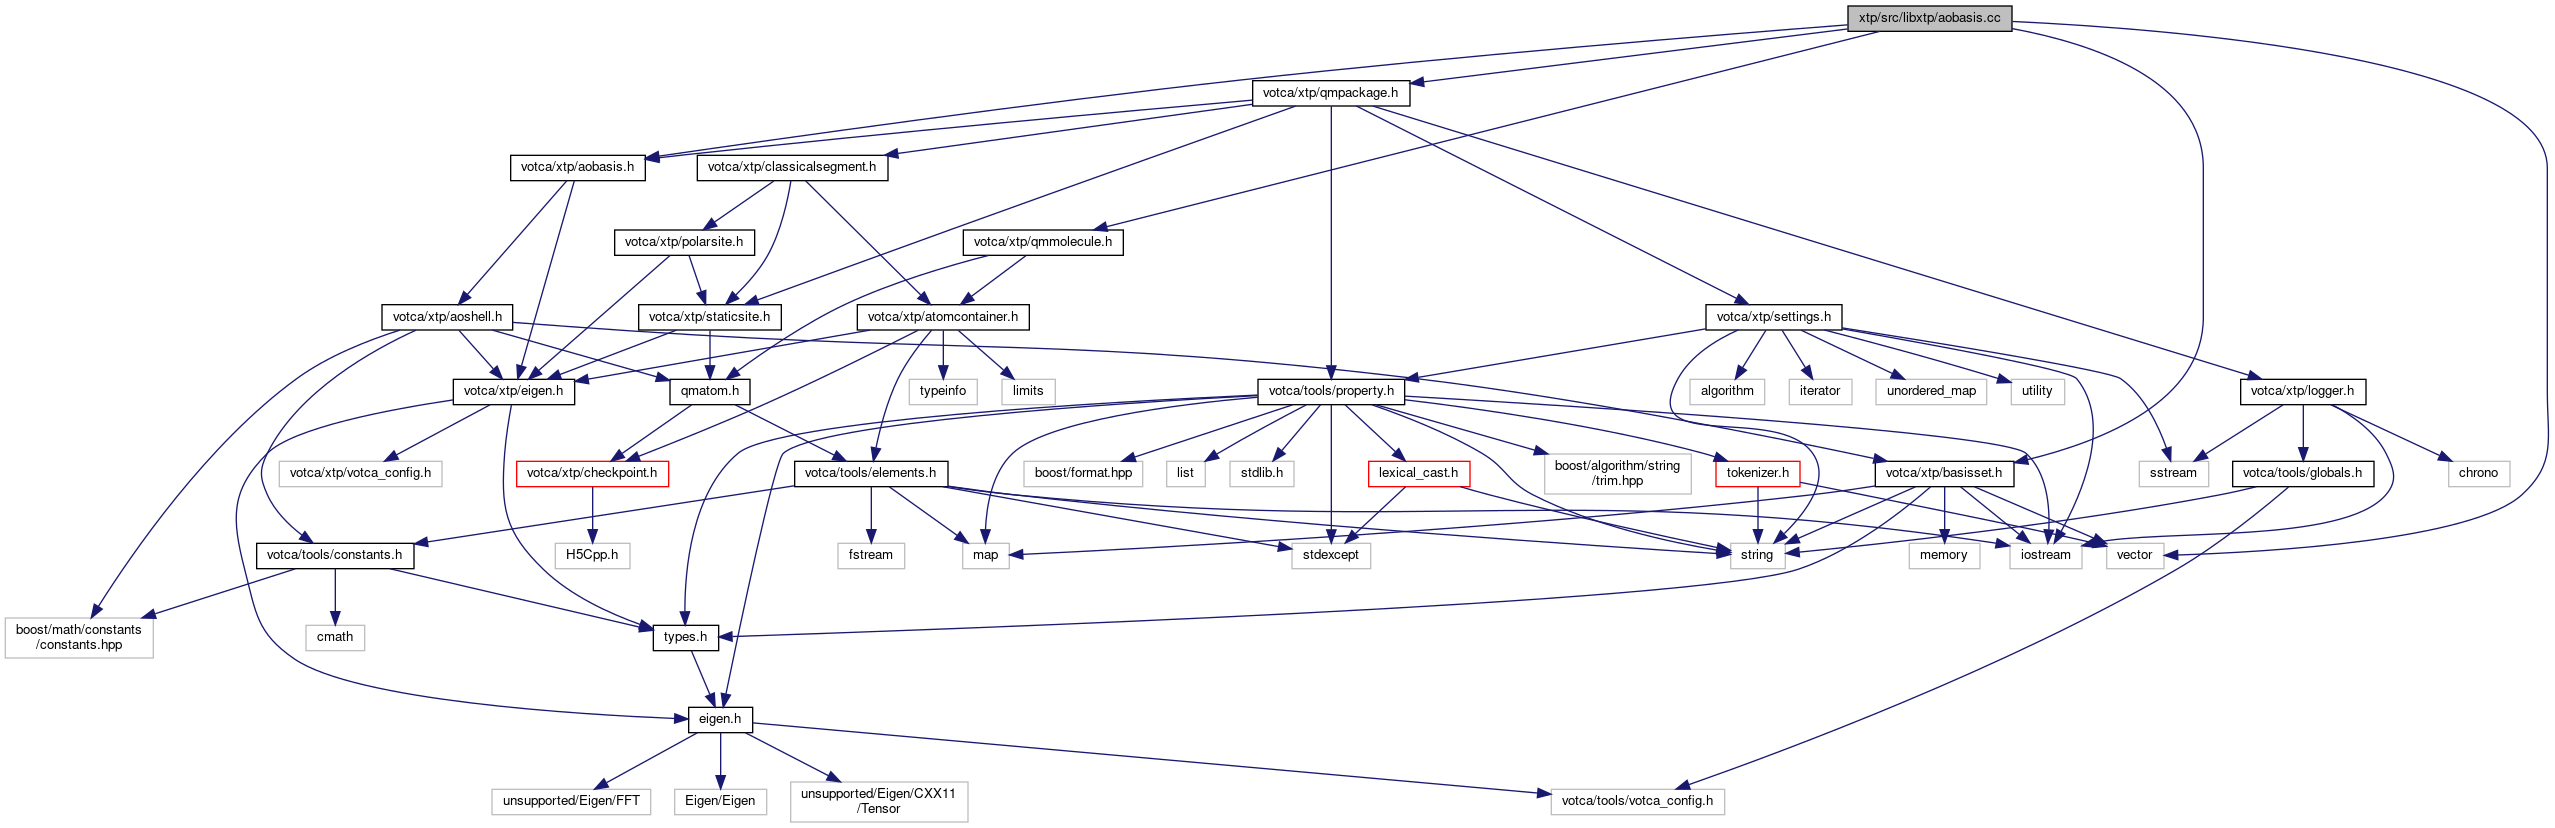 xtp/src/libxtp/aobasis.cc
votca/xtp/qmpackage.h
votca/xtp/aobasis.h
votca/xtp/classicalsegment.h
votca/xtp/polarsite.h
votca/xtp/qmmolecule.h
votca/xtp/aoshell.h
votca/xtp/staticsite.h
votca/xtp/atomcontainer.h
votca/xtp/settings.h
votca/xtp/eigen.h
qmatom.h
typeinfo
limits
votca/tools/property.h
algorithm
iterator
unordered_map
utility
votca/xtp/logger.h
votca/xtp/votca_config.h
votca/xtp/checkpoint.h
votca/tools/elements.h
boost/format.hpp
list
stdlib.h
lexical_cast.h
boost/algorithm/string
/trim.hpp
tokenizer.h
votca/xtp/basisset.h
sstream
votca/tools/globals.h
chrono
votca/tools/constants.h
H5Cpp.h
fstream
map
stdexcept
string
memory
iostream
vector
boost/math/constants
/constants.hpp
cmath
types.h
eigen.h
unsupported/Eigen/FFT
Eigen/Eigen
unsupported/Eigen/CXX11
/Tensor
votca/tools/votca_config.h